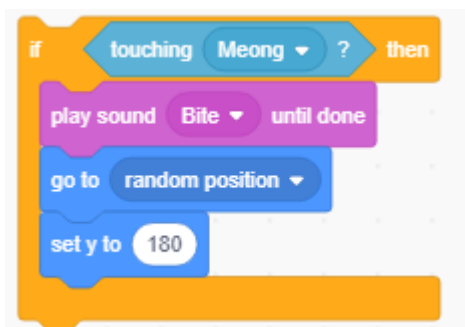 if touching Meong ? then
play sound Bite until done
go to random position
set y to 180